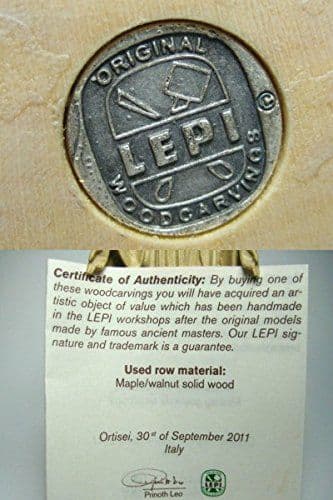 ORIGINAL
LEPI
©
WOODCARVINGS
Certificate of Authenticity: By buying one of
these woodcarvings you will have acquired an ar-
tistic object of value which has been handmade
in the LEPI workshops after the original models
made by famous ancient masters. Our LEPI sig-
nature and trademark is a guarantee.
Used row material:
Maple/walnut solid wood
Ortisei, 30st of September 2011
Italy
Prinoth Leo
LEPI